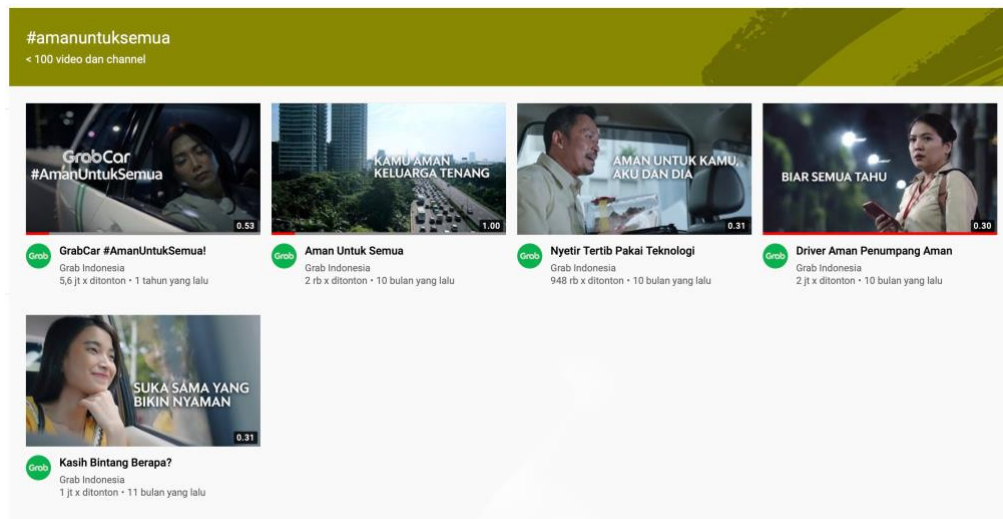 #amanuntuksemua
< 100 video dan channel
GrabCar
#AmanUntukSemua
0.53
Grab
GrabCar #AmanUntukSemua!
Grab Indonesia
5,6 jt x ditonton • 1 tahun yang lalu
KAMU AMAN
KELUARGA TENANG
1.00
Grab
Aman Untuk Semua
Grab Indonesia
2 rb x ditonton • 10 bulan yang lalu
AMAN UNTUK KAMU,
AKU DAN DIA
0.31
Grab
Nyetir Tertib Pakai Teknologi
Grab Indonesia
948 rb x ditonton • 10 bulan yang lalu
BIAR SEMUA TAHU
0.30
Grab
Driver Aman Penumpang Aman
Grab Indonesia
2 jt x ditonton • 10 bulan yang lalu
SUKA SAMA YANG
BIKIN NYAMAN
0.31
Grab
Kasih Bintang Berapa?
Grab Indonesia
1 jt x ditonton • 11 bulan yang lalu